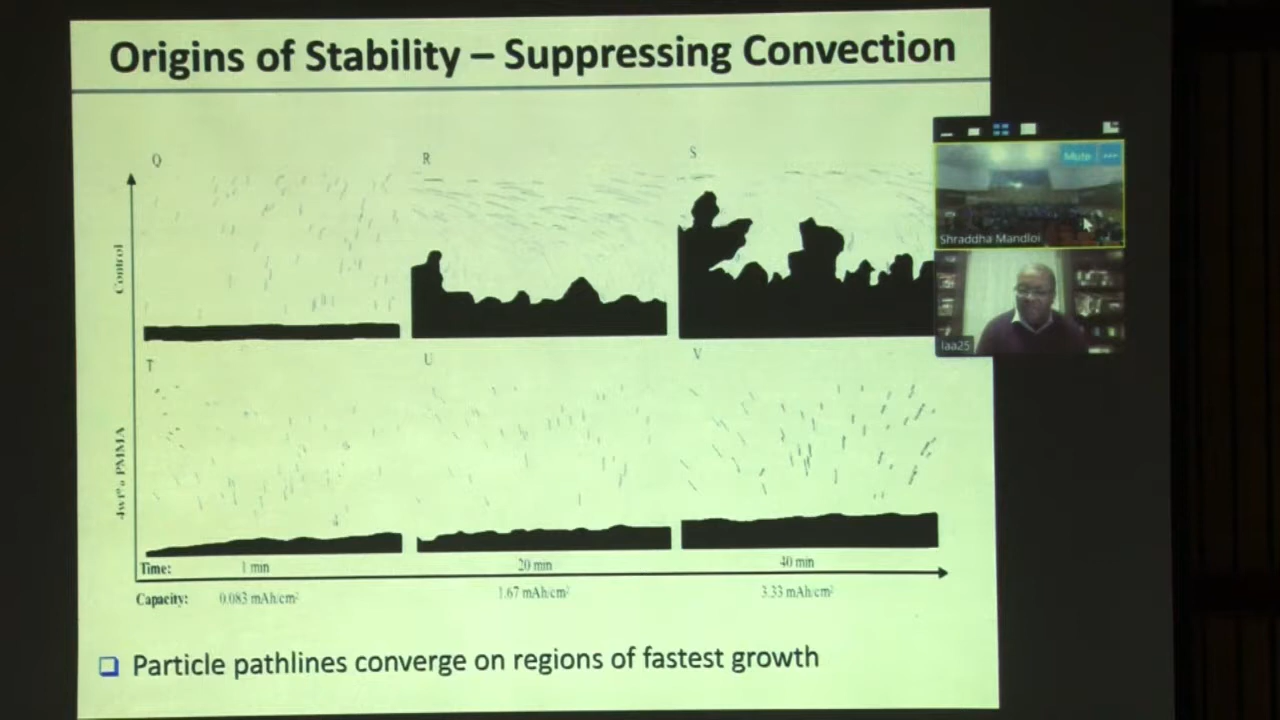 Origins of Stability – Suppressing Convection
Q
R
S
Mute
Shraddha Mandloi
laa25
Control
T
U
V
4wt% PMMA
Time: 1 min 20 min 40 min
Capacity: 0.083 mAh/cm² 1.67 mAh/cm² 3.33 mAh/cm²
Particle pathlines converge on regions of fastest growth